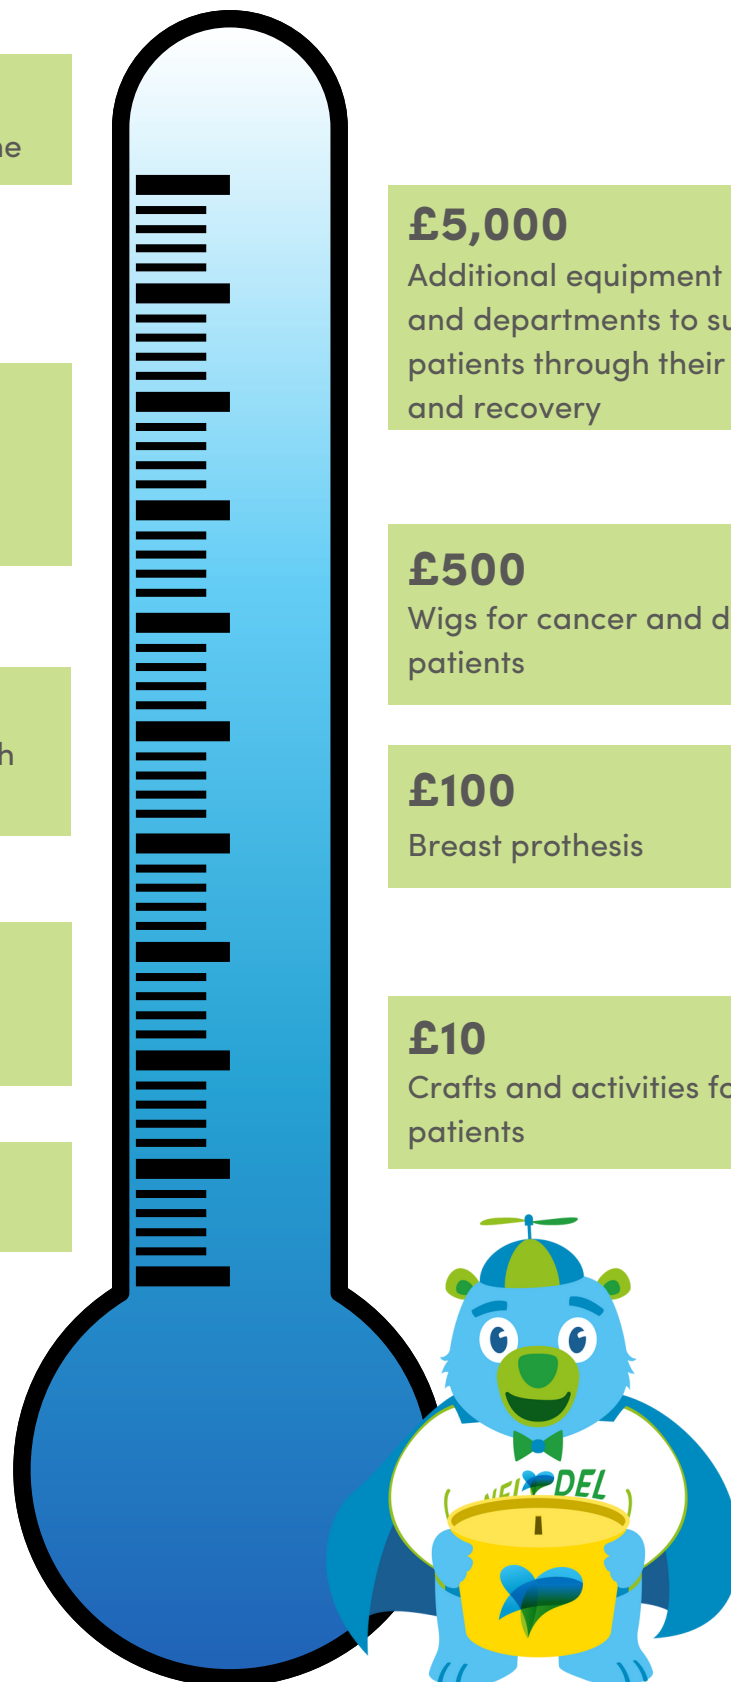 ne
£5,000
Additional equipment
and departments to su
patients through their
and recovery
£500
Wigs for cancer and d
patients
h
£100
Breast prothesis
£10
Crafts and activities fo
patients
DEL